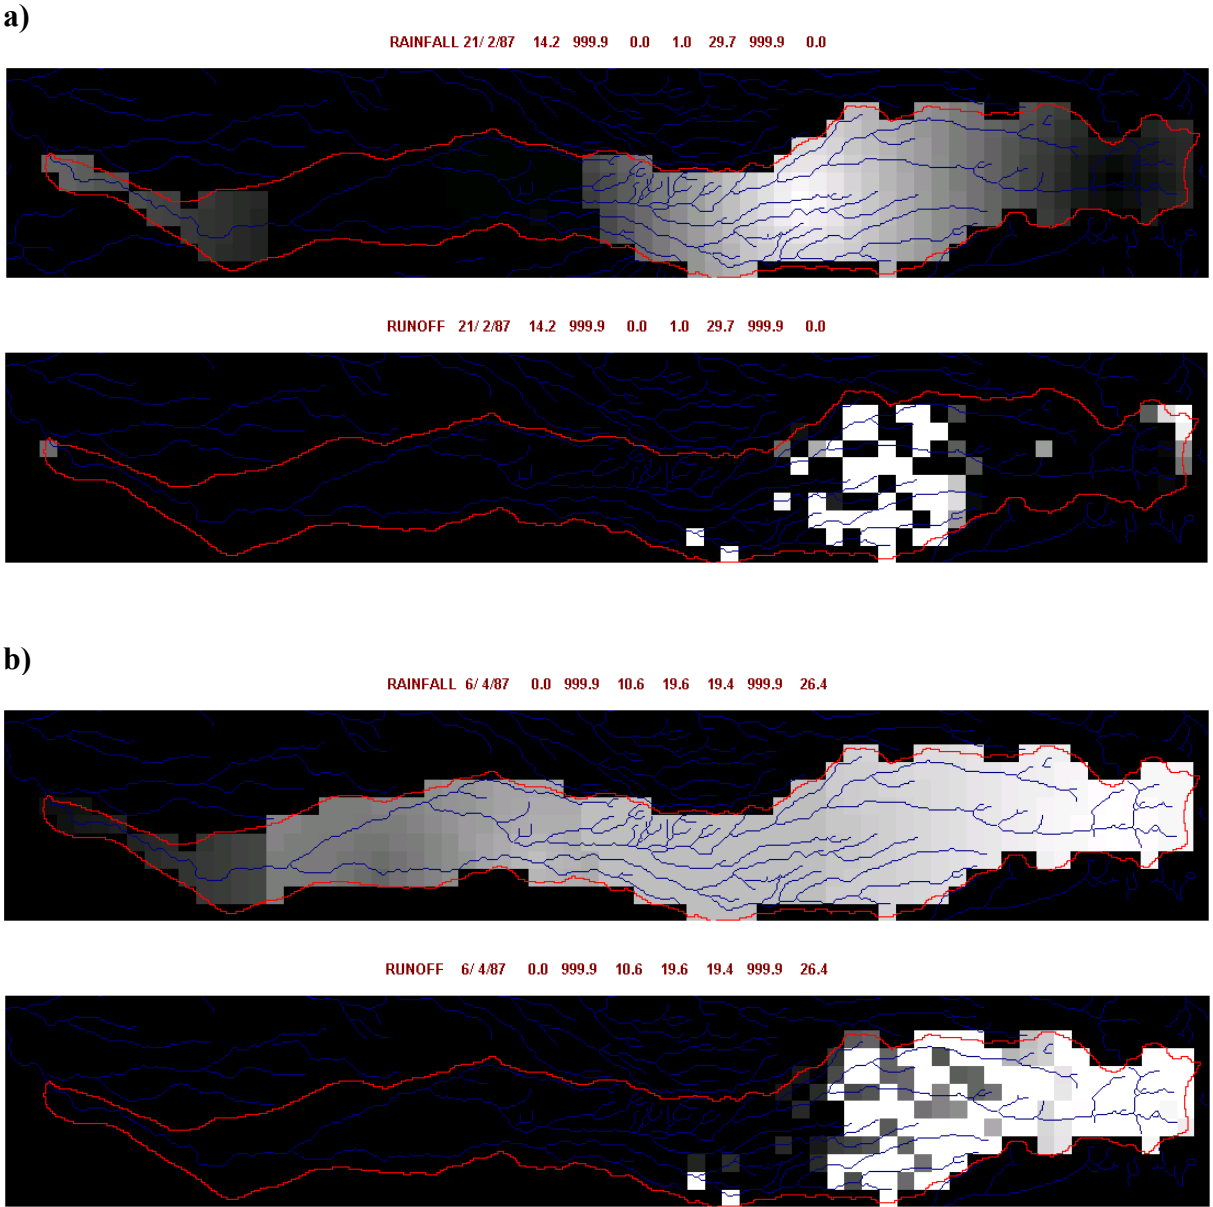 a)
RAINFALL 21/ 2/87 14.2 999.9 0.0 1.0 29.7 999.9 0.0
RUNOFF 21/ 2/87 14.2 999.9 0.0 1.0 29.7 999.9 0.0
b)
RAINFALL 6/ 4/87 0.0 999.9 10.6 19.6 19.4 999.9 26.4
RUNOFF 6/ 4/87 0.0 999.9 10.6 19.6 19.4 999.9 26.4